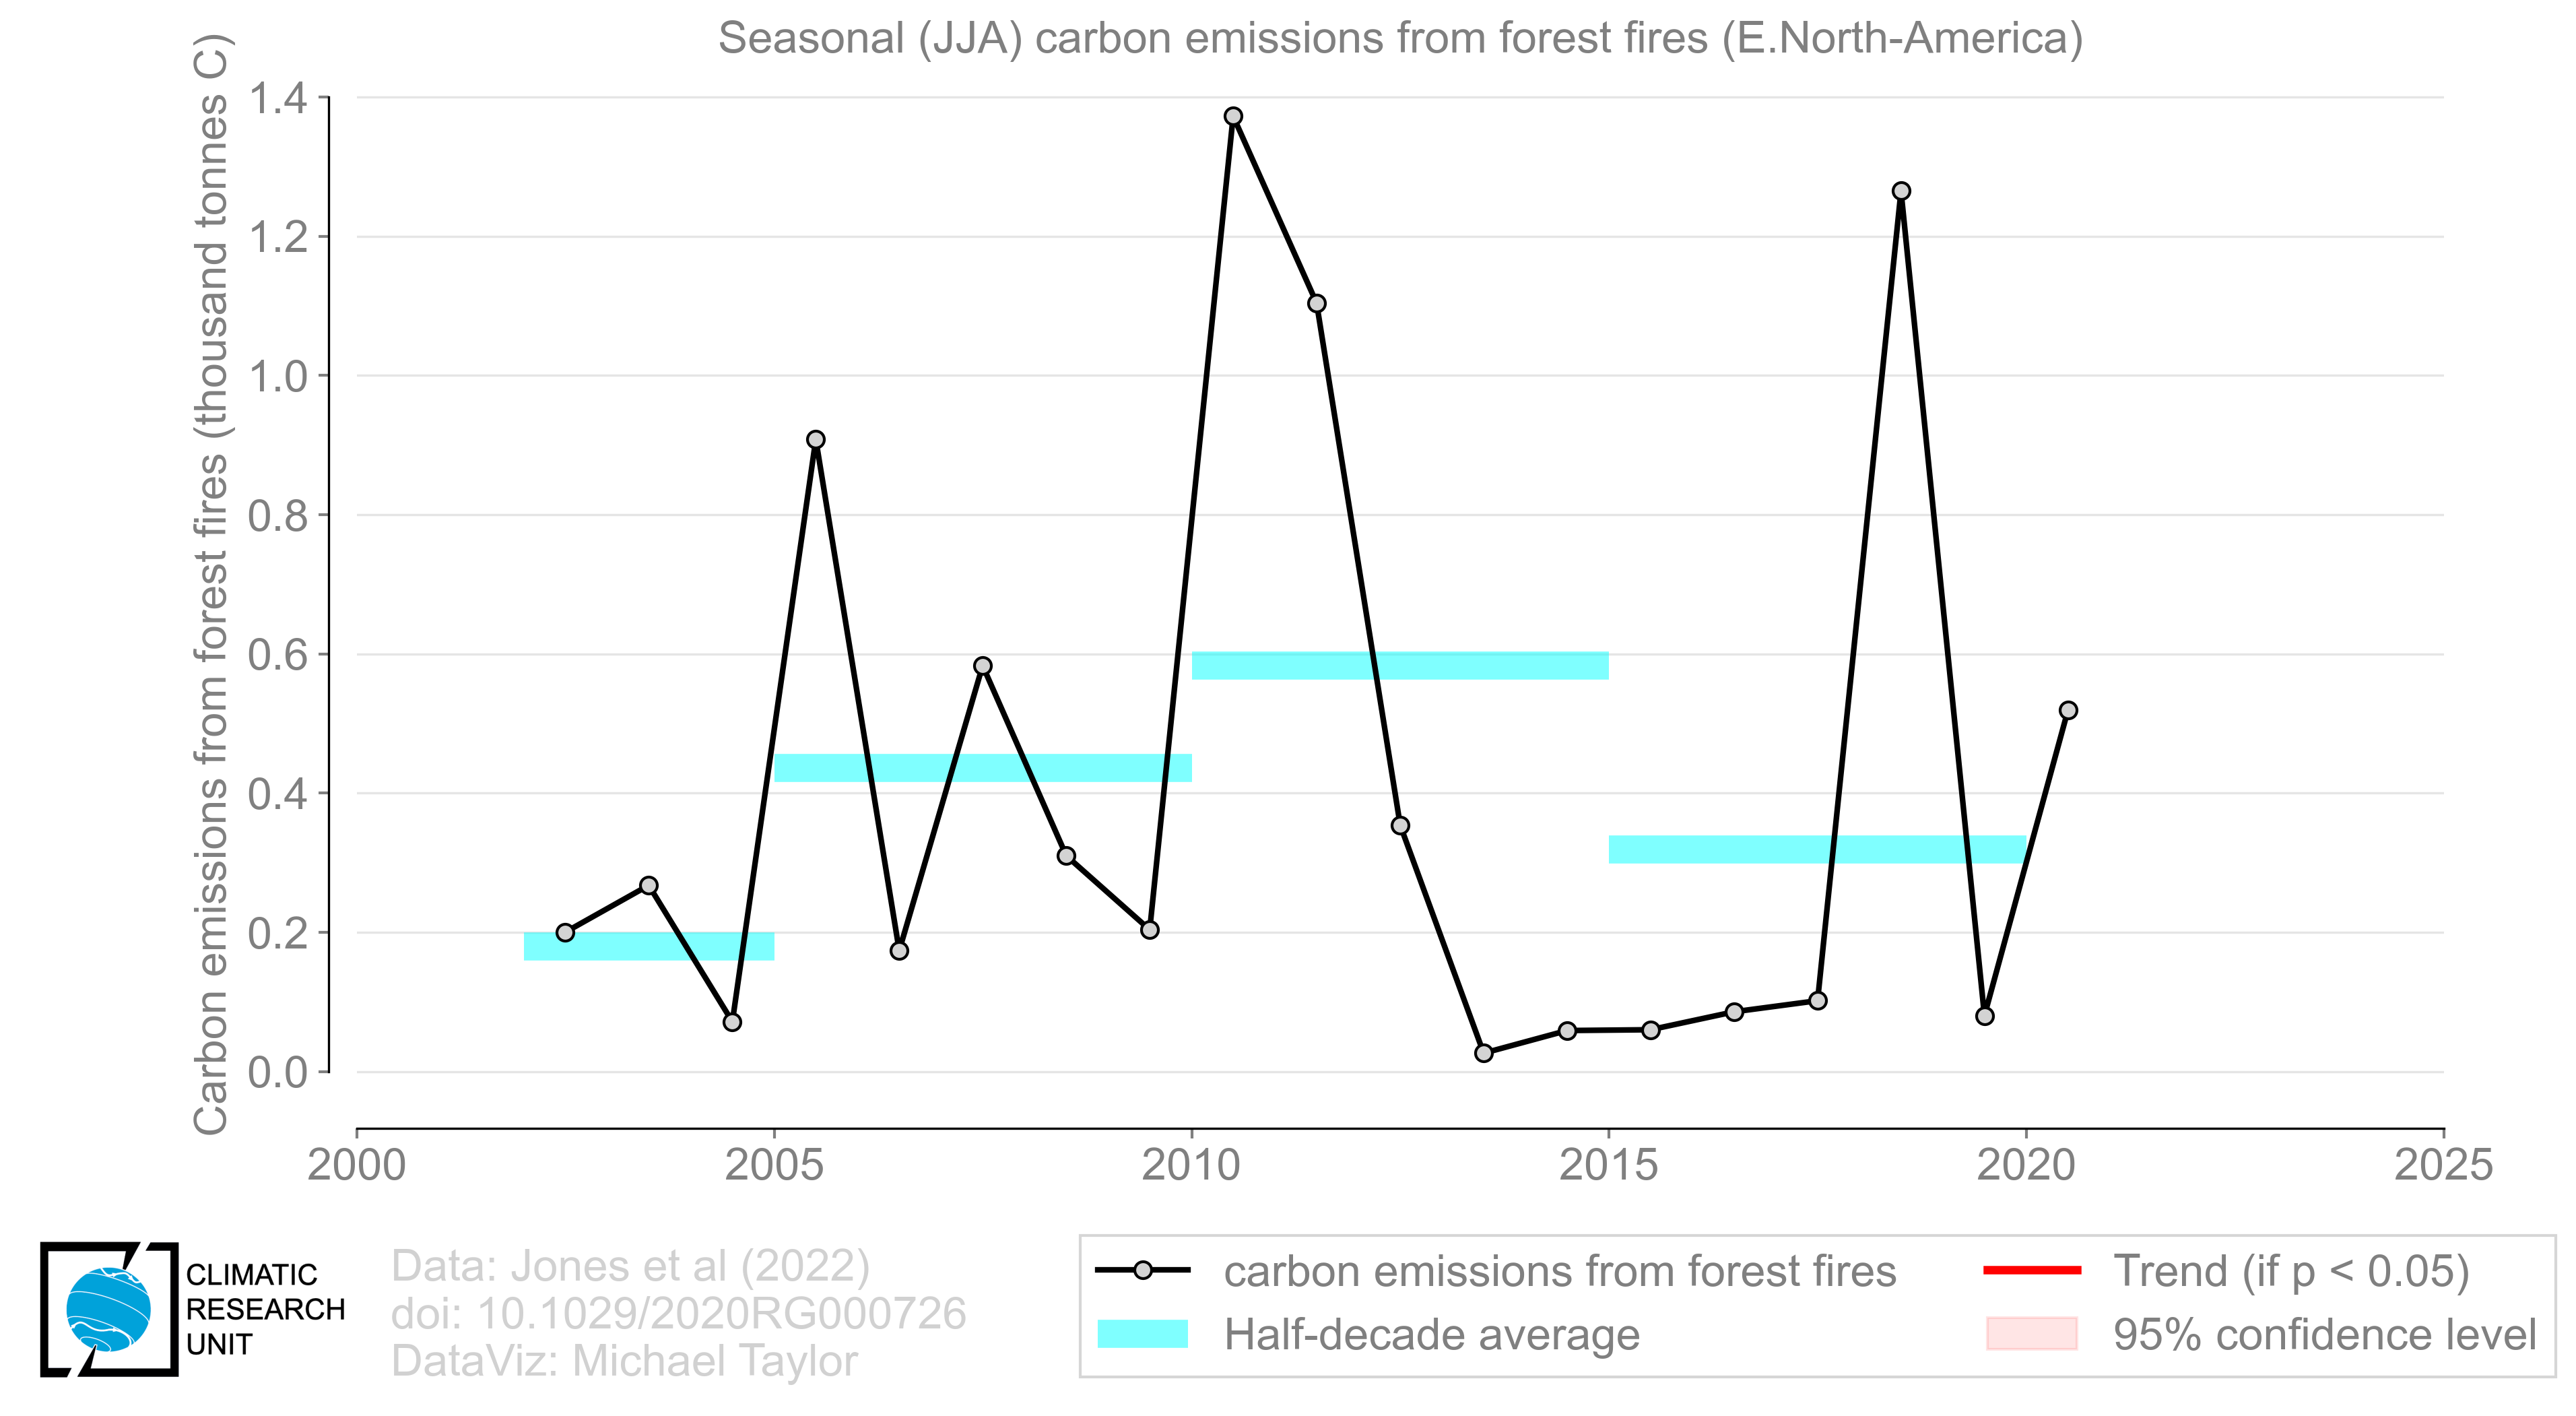 Seasonal (JJA) carbon emissions from forest fires (E.North-America)
Carbon emissions from forest fires (thousand tonnes C)
1.4
1.2
1.0
0.8
0.6
0.4
0.2
0.0
2000 2005 2010 2015 2020 2025
CLIMATIC
RESEARCH
UNIT
Data: Jones et al (2022)
doi: 10.1029/2020RG000726
DataViz: Michael Taylor
carbon emissions from forest fires
Half-decade average
Trend (if p < 0.05)
95% confidence level